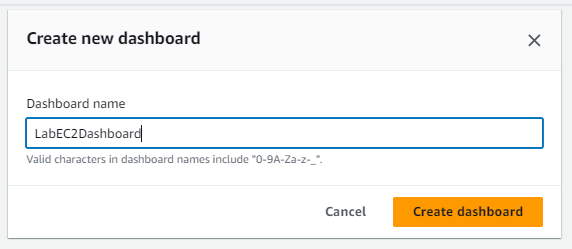 Create new dashboard
Dashboard name
LabEC2Dashboard
Valid characters in dashboard names include "0-9A-Za-z-_".
Cancel
Create dashboard